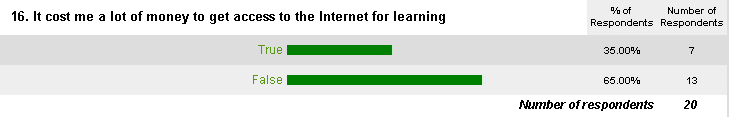 16. It cost me a lot of money to get access to the Internet for learning
% of Respondents
Number of Respondents
True 35.00% 7
False 65.00% 13
Number of respondents 20